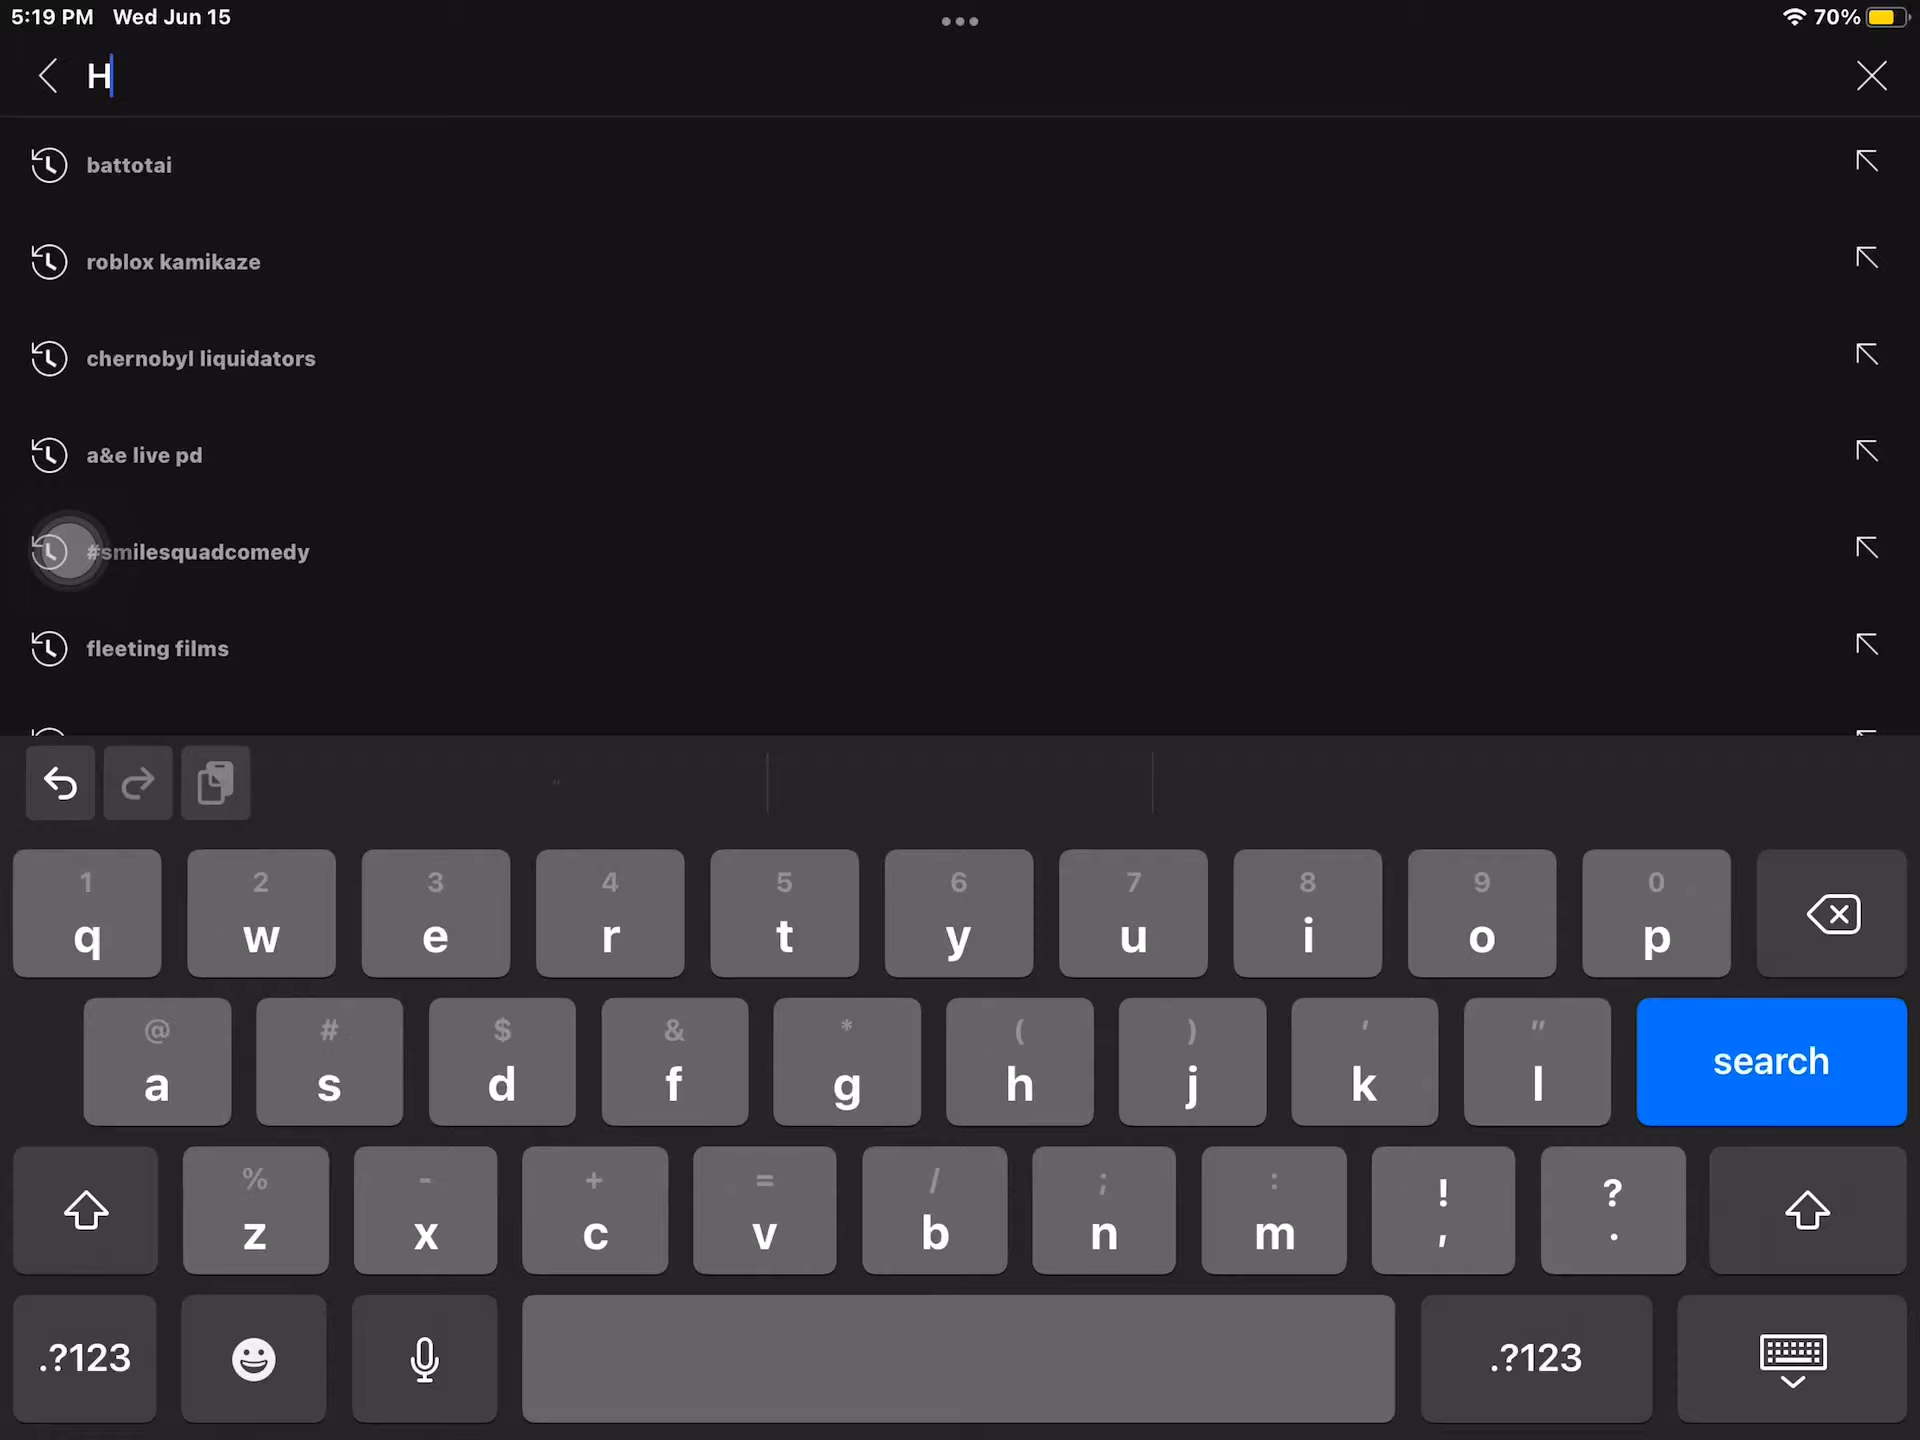 5:19 PM Wed Jun 15
70%
H
battotai
roblox kamikaze
chernobyl liquidators
a&e live pd
#smilesquadcomedy
fleeting films
1 2 3 4 5 6 7 8 9 0
q w e r t y u i o p
@ # $ & * ( ) ' "
a s d f g h j k l search
% - + = / ; : ! ?
z x c v b n m , .
.?123 .?123